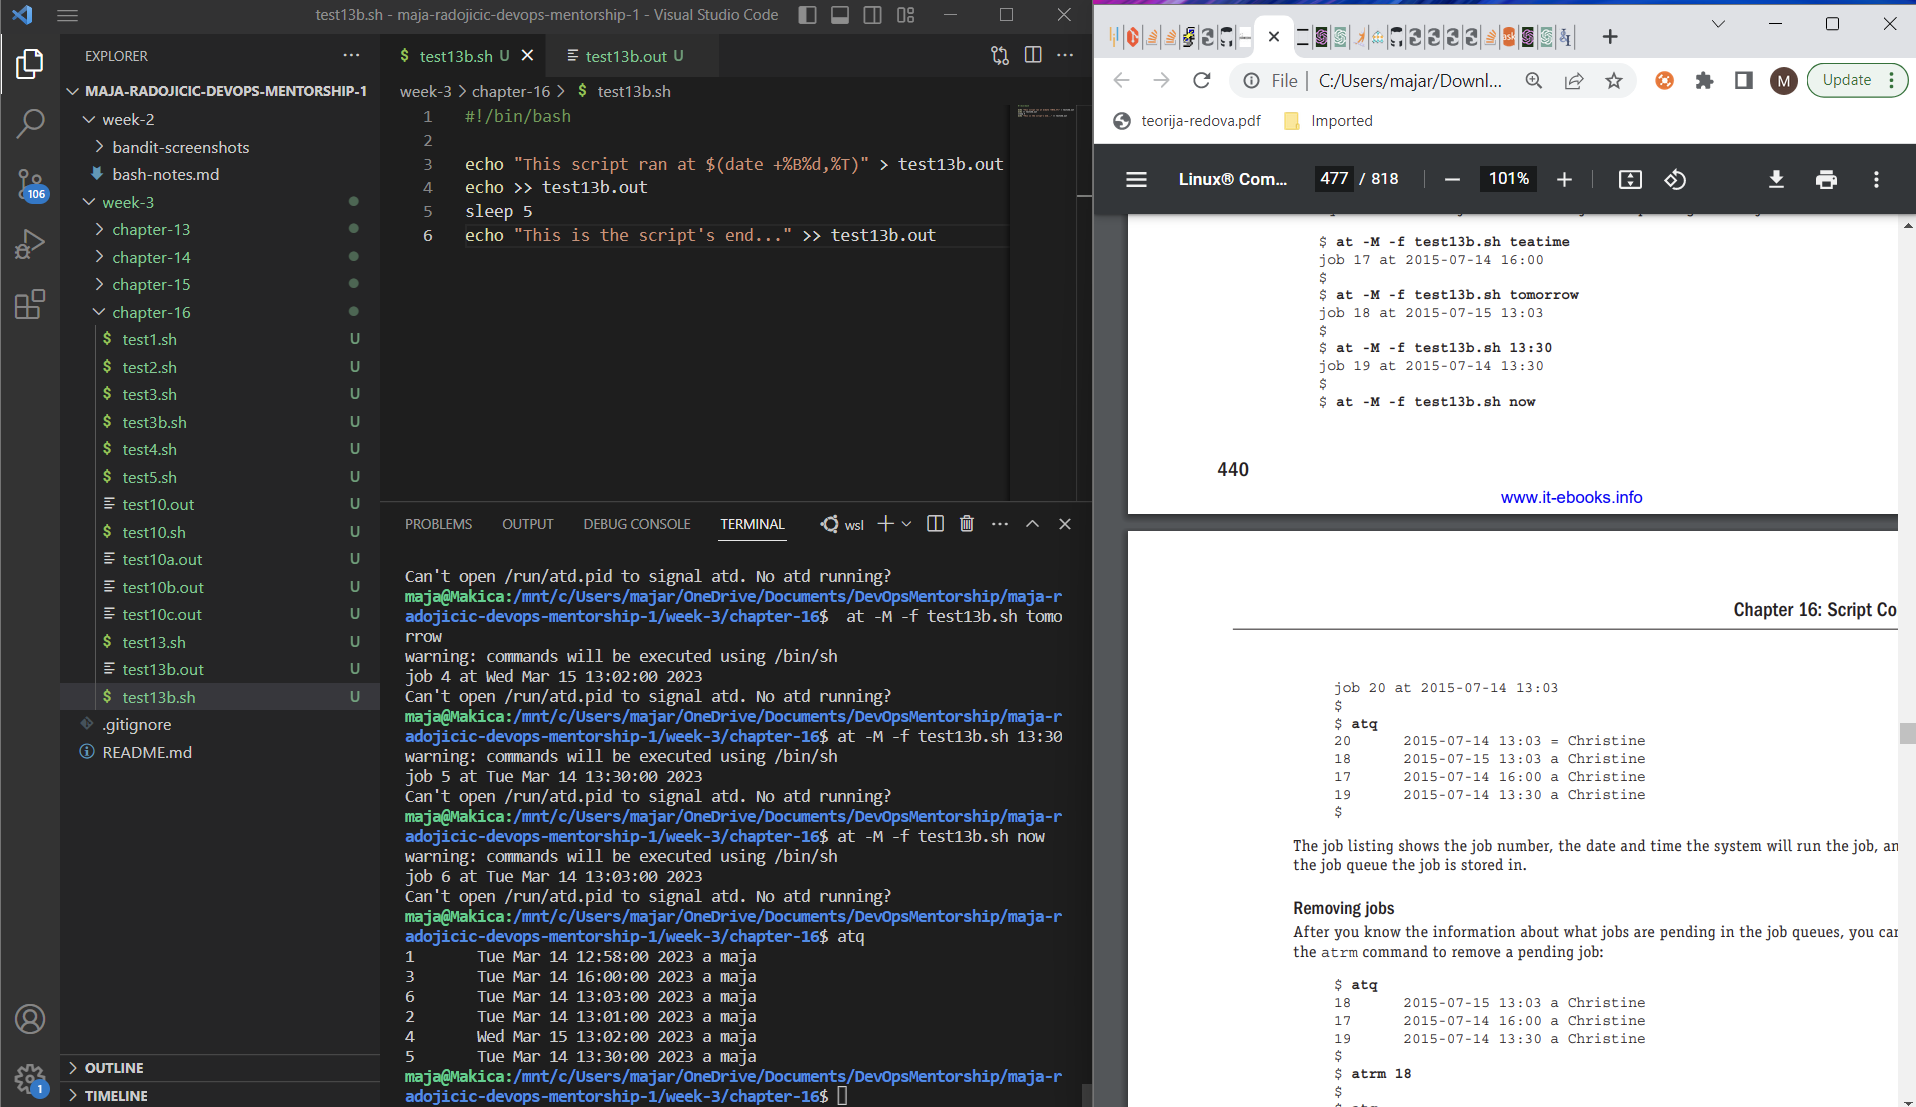 test13b.sh - maja-radojicic-devops-mentorship-1 - Visual Studio Code
EXPLORER
MAJA-RADOJICIC-DEVOPS-MENTORSHIP-1
week-2
bandit-screenshots
bash-notes.md
week-3
chapter-13
chapter-14
chapter-15
chapter-16
$ test1.sh U
$ test2.sh U
$ test3.sh U
$ test3b.sh U
$ test4.sh U
$ test5.sh U
test10.out U
$ test10.sh U
test10a.out U
test10b.out U
test10c.out U
$ test13.sh U
test13b.out U
$ test13b.sh U
.gitignore
README.md
OUTLINE
TIMELINE
106
1
$ test13b.sh U
test13b.out U
week-3 > chapter-16 > $ test13b.sh
1 #!/bin/bash
2
3 echo "This script ran at $(date +%B%d,%T)" > test13b.out
4 echo >> test13b.out
5 sleep 5
6 echo "This is the script's end..." >> test13b.out
PROBLEMS OUTPUT DEBUG CONSOLE TERMINAL wsl
Can't open /run/atd.pid to signal atd. No atd running?
maja@Makica:/mnt/c/Users/majar/OneDrive/Documents/DevOpsMentorship/maja-r
adojicic-devops-mentorship-1/week-3/chapter-16$  at -M -f test13b.sh tomo
rrow
warning: commands will be executed using /bin/sh
job 4 at Wed Mar 15 13:02:00 2023
Can't open /run/atd.pid to signal atd. No atd running?
maja@Makica:/mnt/c/Users/majar/OneDrive/Documents/DevOpsMentorship/maja-r
adojicic-devops-mentorship-1/week-3/chapter-16$ at -M -f test13b.sh 13:30
warning: commands will be executed using /bin/sh
job 5 at Tue Mar 14 13:30:00 2023
Can't open /run/atd.pid to signal atd. No atd running?
maja@Makica:/mnt/c/Users/majar/OneDrive/Documents/DevOpsMentorship/maja-r
adojicic-devops-mentorship-1/week-3/chapter-16$ at -M -f test13b.sh now
warning: commands will be executed using /bin/sh
job 6 at Tue Mar 14 13:03:00 2023
Can't open /run/atd.pid to signal atd. No atd running?
maja@Makica:/mnt/c/Users/majar/OneDrive/Documents/DevOpsMentorship/maja-r
adojicic-devops-mentorship-1/week-3/chapter-16$ atq
1 Tue Mar 14 12:58:00 2023 a maja
3 Tue Mar 14 16:00:00 2023 a maja
6 Tue Mar 14 13:03:00 2023 a maja
2 Tue Mar 14 13:01:00 2023 a maja
4 Wed Mar 15 13:02:00 2023 a maja
5 Tue Mar 14 13:30:00 2023 a maja
maja@Makica:/mnt/c/Users/majar/OneDrive/Documents/DevOpsMentorship/maja-r
adojicic-devops-mentorship-1/week-3/chapter-16$
File | C:/Users/majar/Downl... M Update
teorija-redova.pdf Imported
Linux® Com... 477 / 818 101%
$ at -M -f test13b.sh teatime
job 17 at 2015-07-14 16:00
$
$ at -M -f test13b.sh tomorrow
job 18 at 2015-07-15 13:03
$
$ at -M -f test13b.sh 13:30
job 19 at 2015-07-14 13:30
$
$ at -M -f test13b.sh now
440
www.it-ebooks.info
Chapter 16: Script Co
job 20 at 2015-07-14 13:03
$
$ atq
20 2015-07-14 13:03 = Christine
18 2015-07-15 13:03 a Christine
17 2015-07-14 16:00 a Christine
19 2015-07-14 13:30 a Christine
$
The job listing shows the job number, the date and time the system will run the job, an
the job queue the job is stored in.
Removing jobs
After you know the information about what jobs are pending in the job queues, you can
the atrm command to remove a pending job:
$ atq
18 2015-07-15 13:03 a Christine
17 2015-07-14 16:00 a Christine
19 2015-07-14 13:30 a Christine
$
$ atrm 18
$